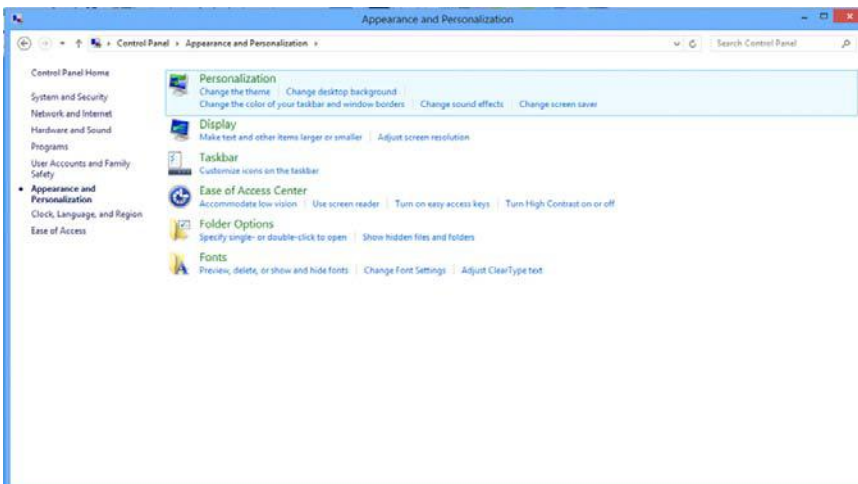 Appearance and Personalization
Control Panel Appearance and Personalization
Search Control Panel
Control Panel Home
System and Security
Network and Internet
Hardware and Sound
Programs
User Accounts and Family
Safety
Appearance and
Personalization
Clock, Language, and Region
Ease of Access
Personalization
Change the theme Change desktop background
Change the color of your taskbar and window borders Change sound effects Change screen saver
Display
Make text and other items larger or smaller Adjust screen resolution
Taskbar
Customize icons on the taskbar
Ease of Access Center
Accommodate low vision Use screen reader Turn on easy access keys Turn High Contrast on or off
Folder Options
Specify single- or double-click to open Show hidden files and folders
Fonts
Preview, delete, or show and hide fonts Change Font Settings Adjust ClearType text